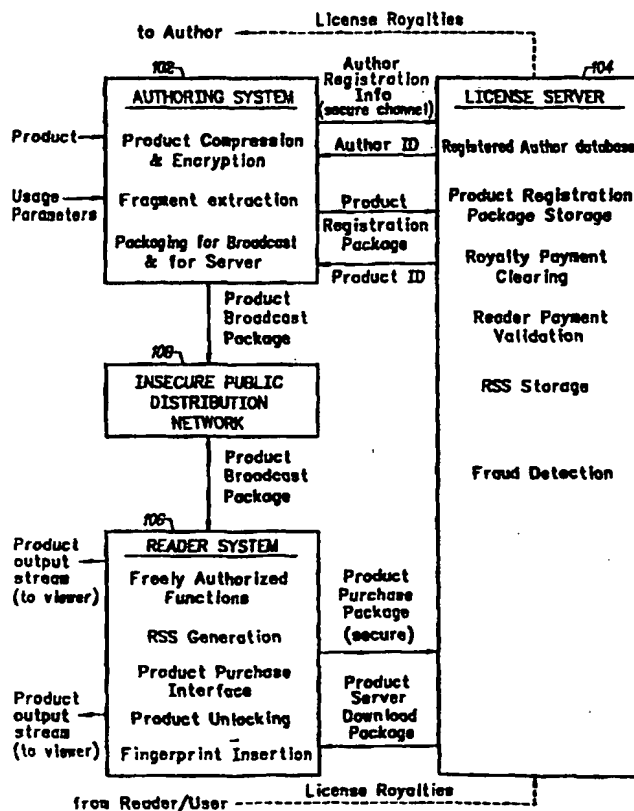 License Royalties
to Author
102
AUTHORING SYSTEM
Product Compression
& Encryption
Fragment extraction
Packaging for Broadcast
& for Server
Product
Usage
Parameters
Author
Registration
Info
(secure channel)
Author ID
Product
Registration
Package
Product ID
104
LICENSE SERVER
Registered Author database
Product Registration
Package Storage
Royalty Payment
Clearing
Reader Payment
Validation
RSS Storage
Fraud Detection
Product
Broadcast
Package
108
INSECURE PUBLIC
DISTRIBUTION
NETWORK
Product
Broadcast
Package
106
READER SYSTEM
Freely Authorized
Functions
RSS Generation
Product Purchase
Interface
Product Unlocking
Fingerprint Insertion
Product
output
stream
(to viewer)
Product
output
stream
(to viewer)
Product
Purchase
Package
(secure)
Product
Server
Download
Package
License Royalties
from Reader/User